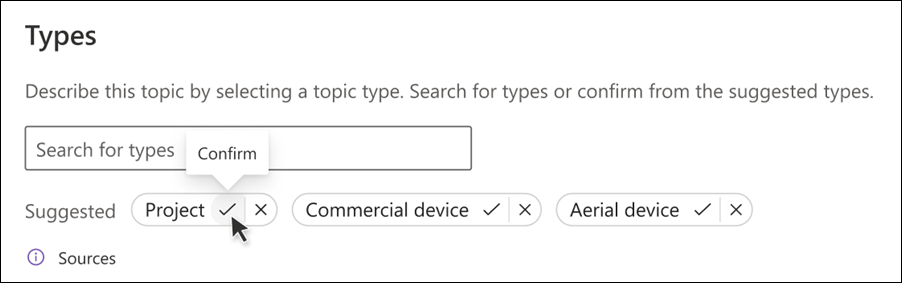 Types
Describe this topic by selecting a topic type. Search for types or confirm from the suggested types.
Search for types
Confirm
Suggested Project Commercial device Aerial device
Sources